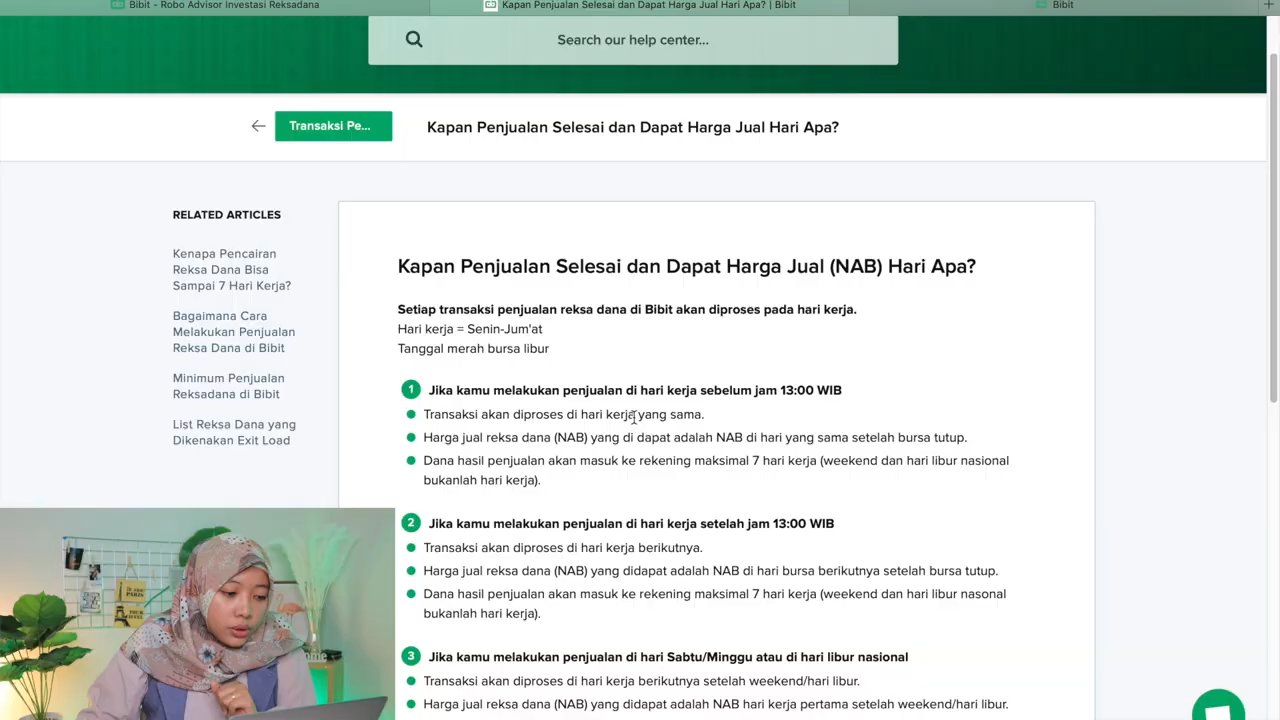 Bibit - Robo Advisor Investasi Reksadana
Kapan Penjualan Selesai dan Dapat Harga Jual Hari Apa? | Bibit
Bibit
Search our help center...
Transaksi Pe...
Kapan Penjualan Selesai dan Dapat Harga Jual Hari Apa?
RELATED ARTICLES
Kenapa Pencairan
Reksa Dana Bisa
Sampai 7 Hari Kerja?
Bagaimana Cara
Melakukan Penjualan
Reksa Dana di Bibit
Minimum Penjualan
Reksadana di Bibit
List Reksa Dana yang
Dikenakan Exit Load
Kapan Penjualan Selesai dan Dapat Harga Jual (NAB) Hari Apa?
Setiap transaksi penjualan reksa dana di Bibit akan diproses pada hari kerja.
Hari kerja = Senin-Jum'at
Tanggal merah bursa libur
1 Jika kamu melakukan penjualan di hari kerja sebelum jam 13:00 WIB
Transaksi akan diproses di hari kerja yang sama.
Harga jual reksa dana (NAB) yang di dapat adalah NAB di hari yang sama setelah bursa tutup.
Dana hasil penjualan akan masuk ke rekening maksimal 7 hari kerja (weekend dan hari libur nasional
bukanlah hari kerja).
2 Jika kamu melakukan penjualan di hari kerja setelah jam 13:00 WIB
Transaksi akan diproses di hari kerja berikutnya.
Harga jual reksa dana (NAB) yang didapat adalah NAB di hari bursa berikutnya setelah bursa tutup.
Dana hasil penjualan akan masuk ke rekening maksimal 7 hari kerja (weekend dan hari libur nasonal
bukanlah hari kerja).
3 Jika kamu melakukan penjualan di hari Sabtu/Minggu atau di hari libur nasional
Transaksi akan diproses di hari kerja berikutnya setelah weekend/hari libur.
Harga jual reksa dana (NAB) yang didapat adalah NAB hari kerja pertama setelah weekend/hari libur.